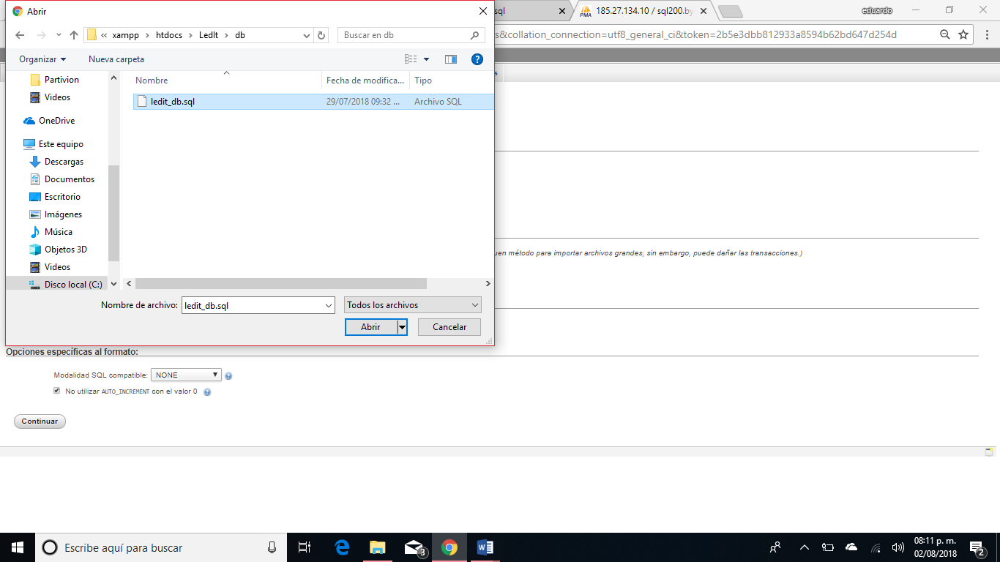 Abrir
sql
185.27.134.10 / sql200.by
eduardo
« xampp › htdocs › LedIt › db
Buscar en db
s&collation_connection=utf8_general_ci&token=2b5e3dbb812933a8594b62bd647d254d
Organizar
Nueva carpeta
s
Partivion
Videos
OneDrive
Este equipo
Descargas
Documentos
Escritorio
Imágenes
Música
Objetos 3D
Videos
Disco local (C:)
Nombre
Fecha de modifica...
Tipo
ledit_db.sql
29/07/2018 09:32 ...
Archivo SQL
uen método para importar archivos grandes; sin embargo, puede dañar las transacciones.)
Nombre de archivo:
ledit_db.sql
Todos los archivos
Abrir
Cancelar
Opciones específicas al formato:
Modalidad SQL compatible:
NONE
No utilizar AUTO_INCREMENT con el valor 0
Continuar
Escribe aquí para buscar
3
08:11 p. m.
02/08/2018
2